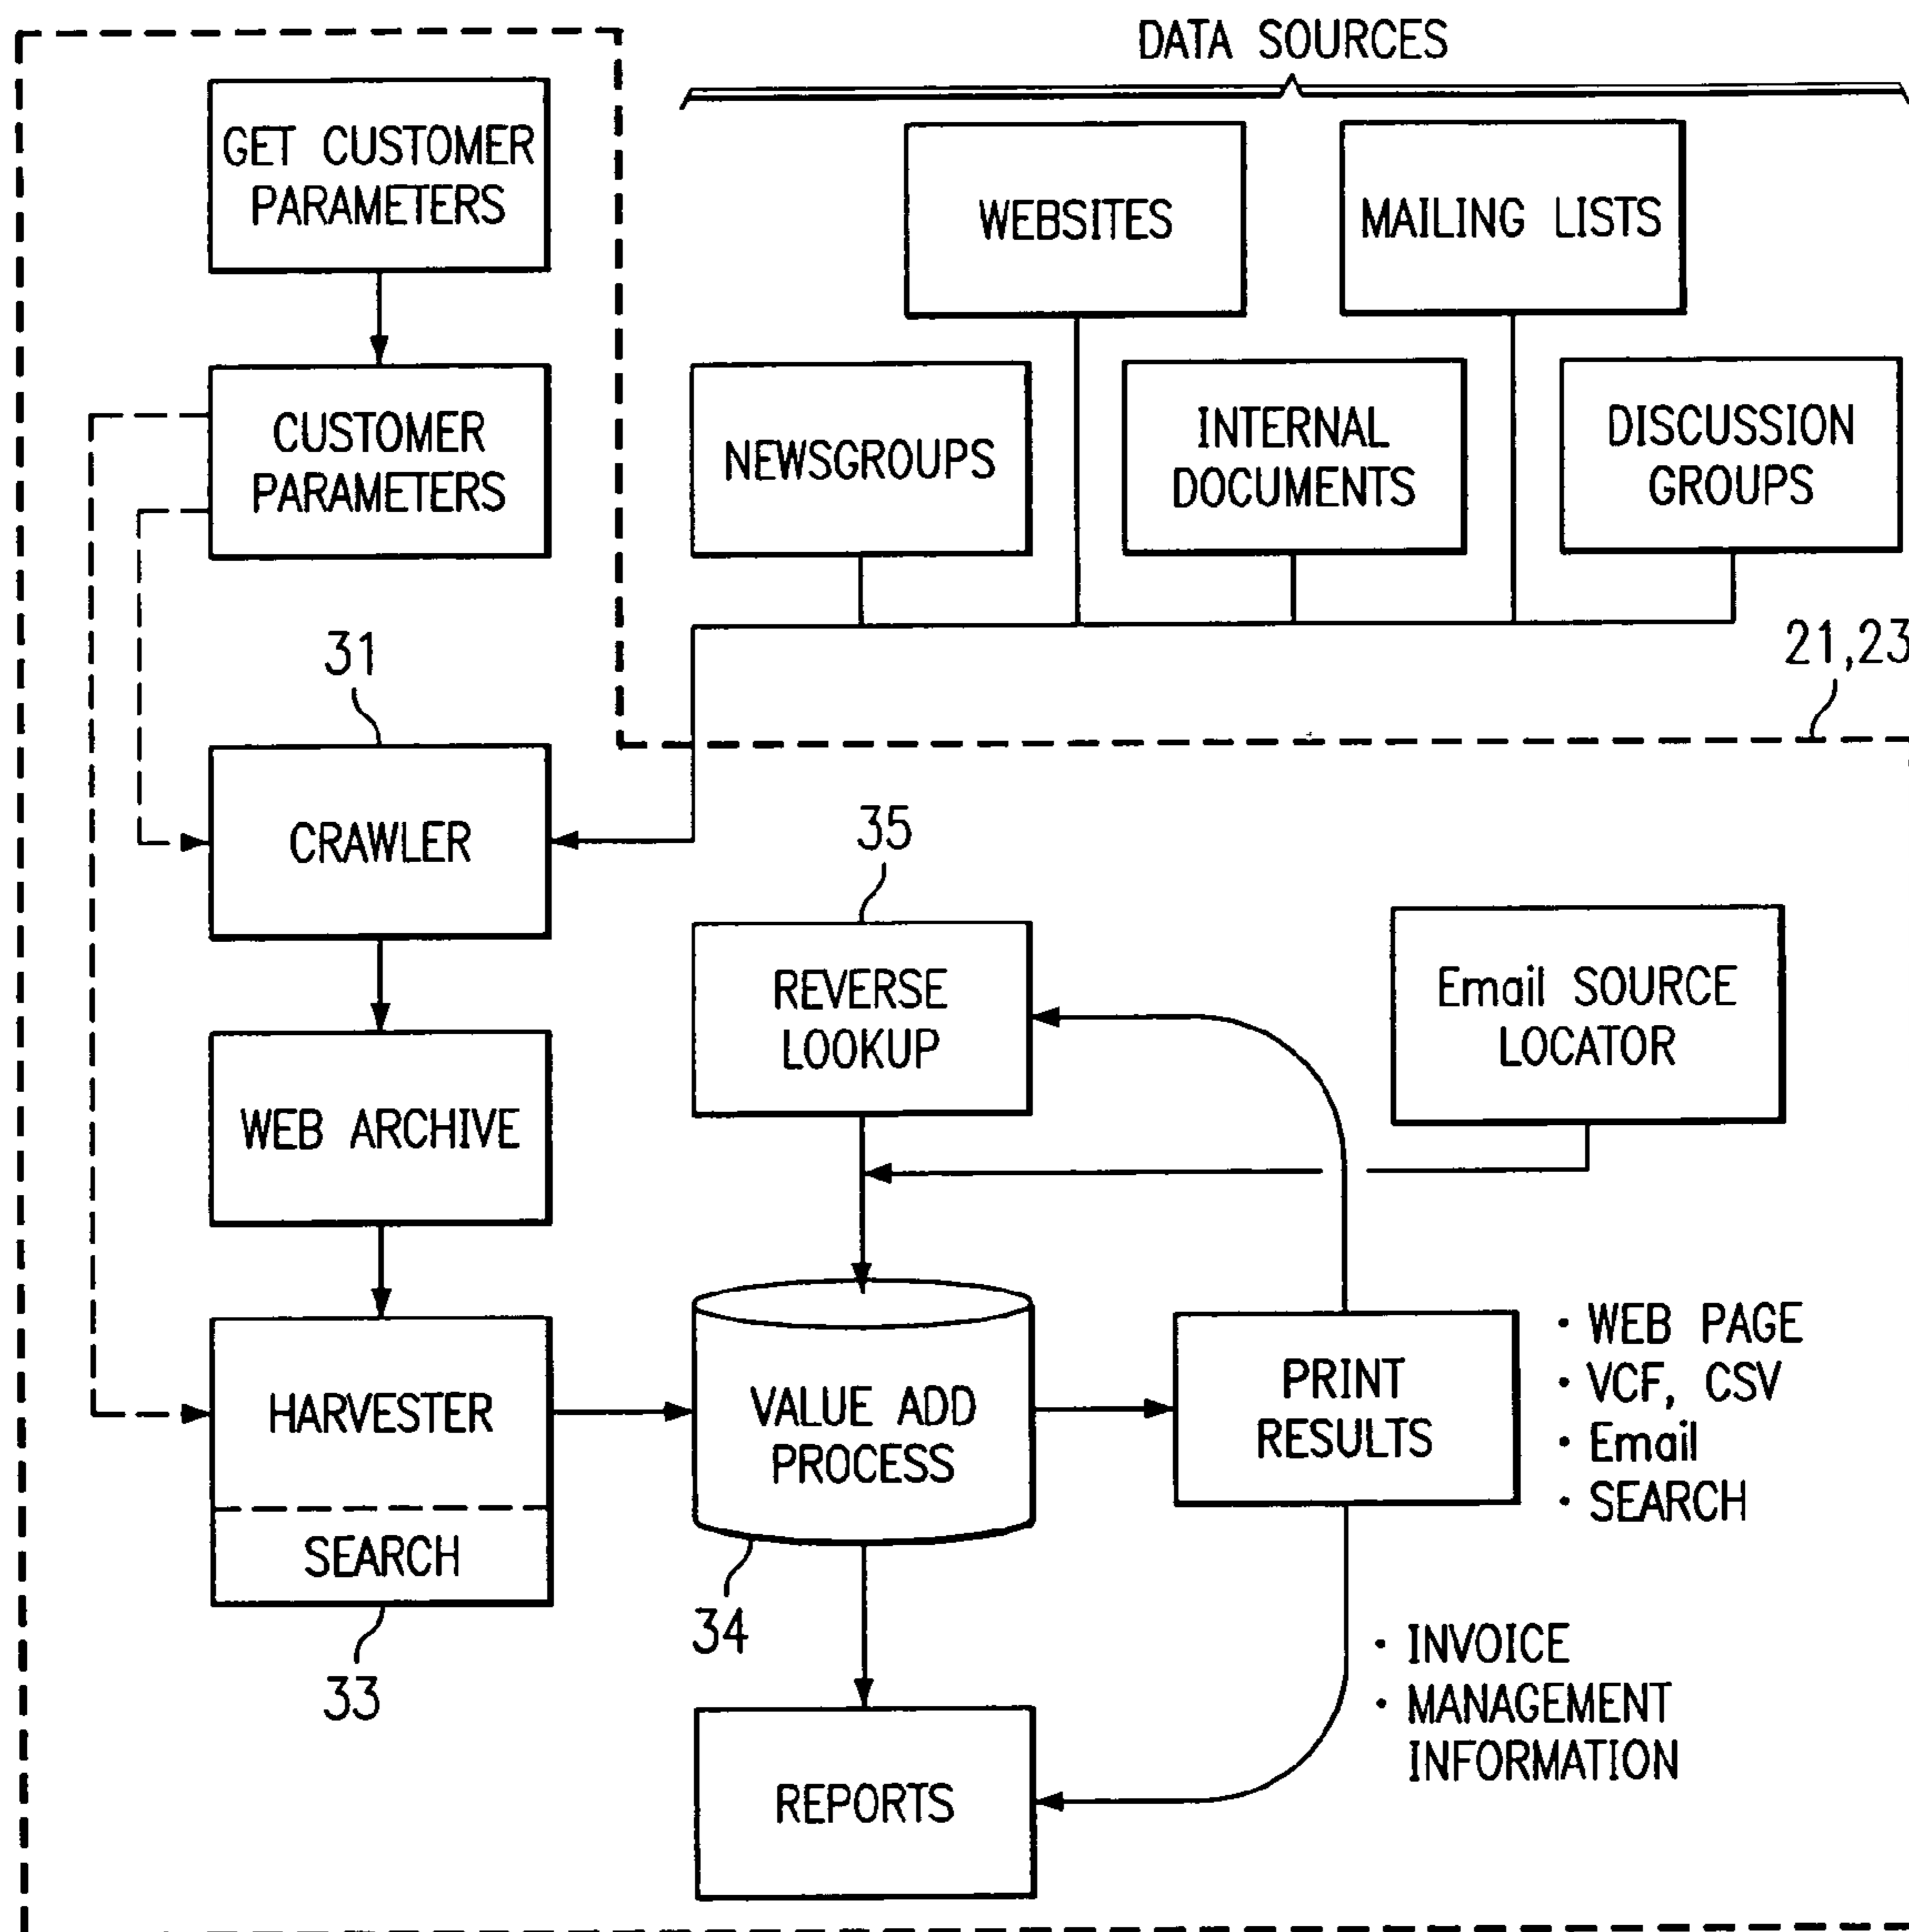 DATA SOURCES
GET CUSTOMER
PARAMETERS
WEBSITES
MAILING LISTS
CUSTOMER
PARAMETERS
NEWSGROUPS
INTERNAL
DOCUMENTS
DISCUSSION
GROUPS
21,23
31
CRAWLER
35
REVERSE
LOOKUP
Email SOURCE
LOCATOR
WEB ARCHIVE
HARVESTER
SEARCH
33
VALUE ADD
PROCESS
34
PRINT
RESULTS
· WEB PAGE
· VCF, CSV
· Email
· SEARCH
· INVOICE
· MANAGEMENT
INFORMATION
REPORTS